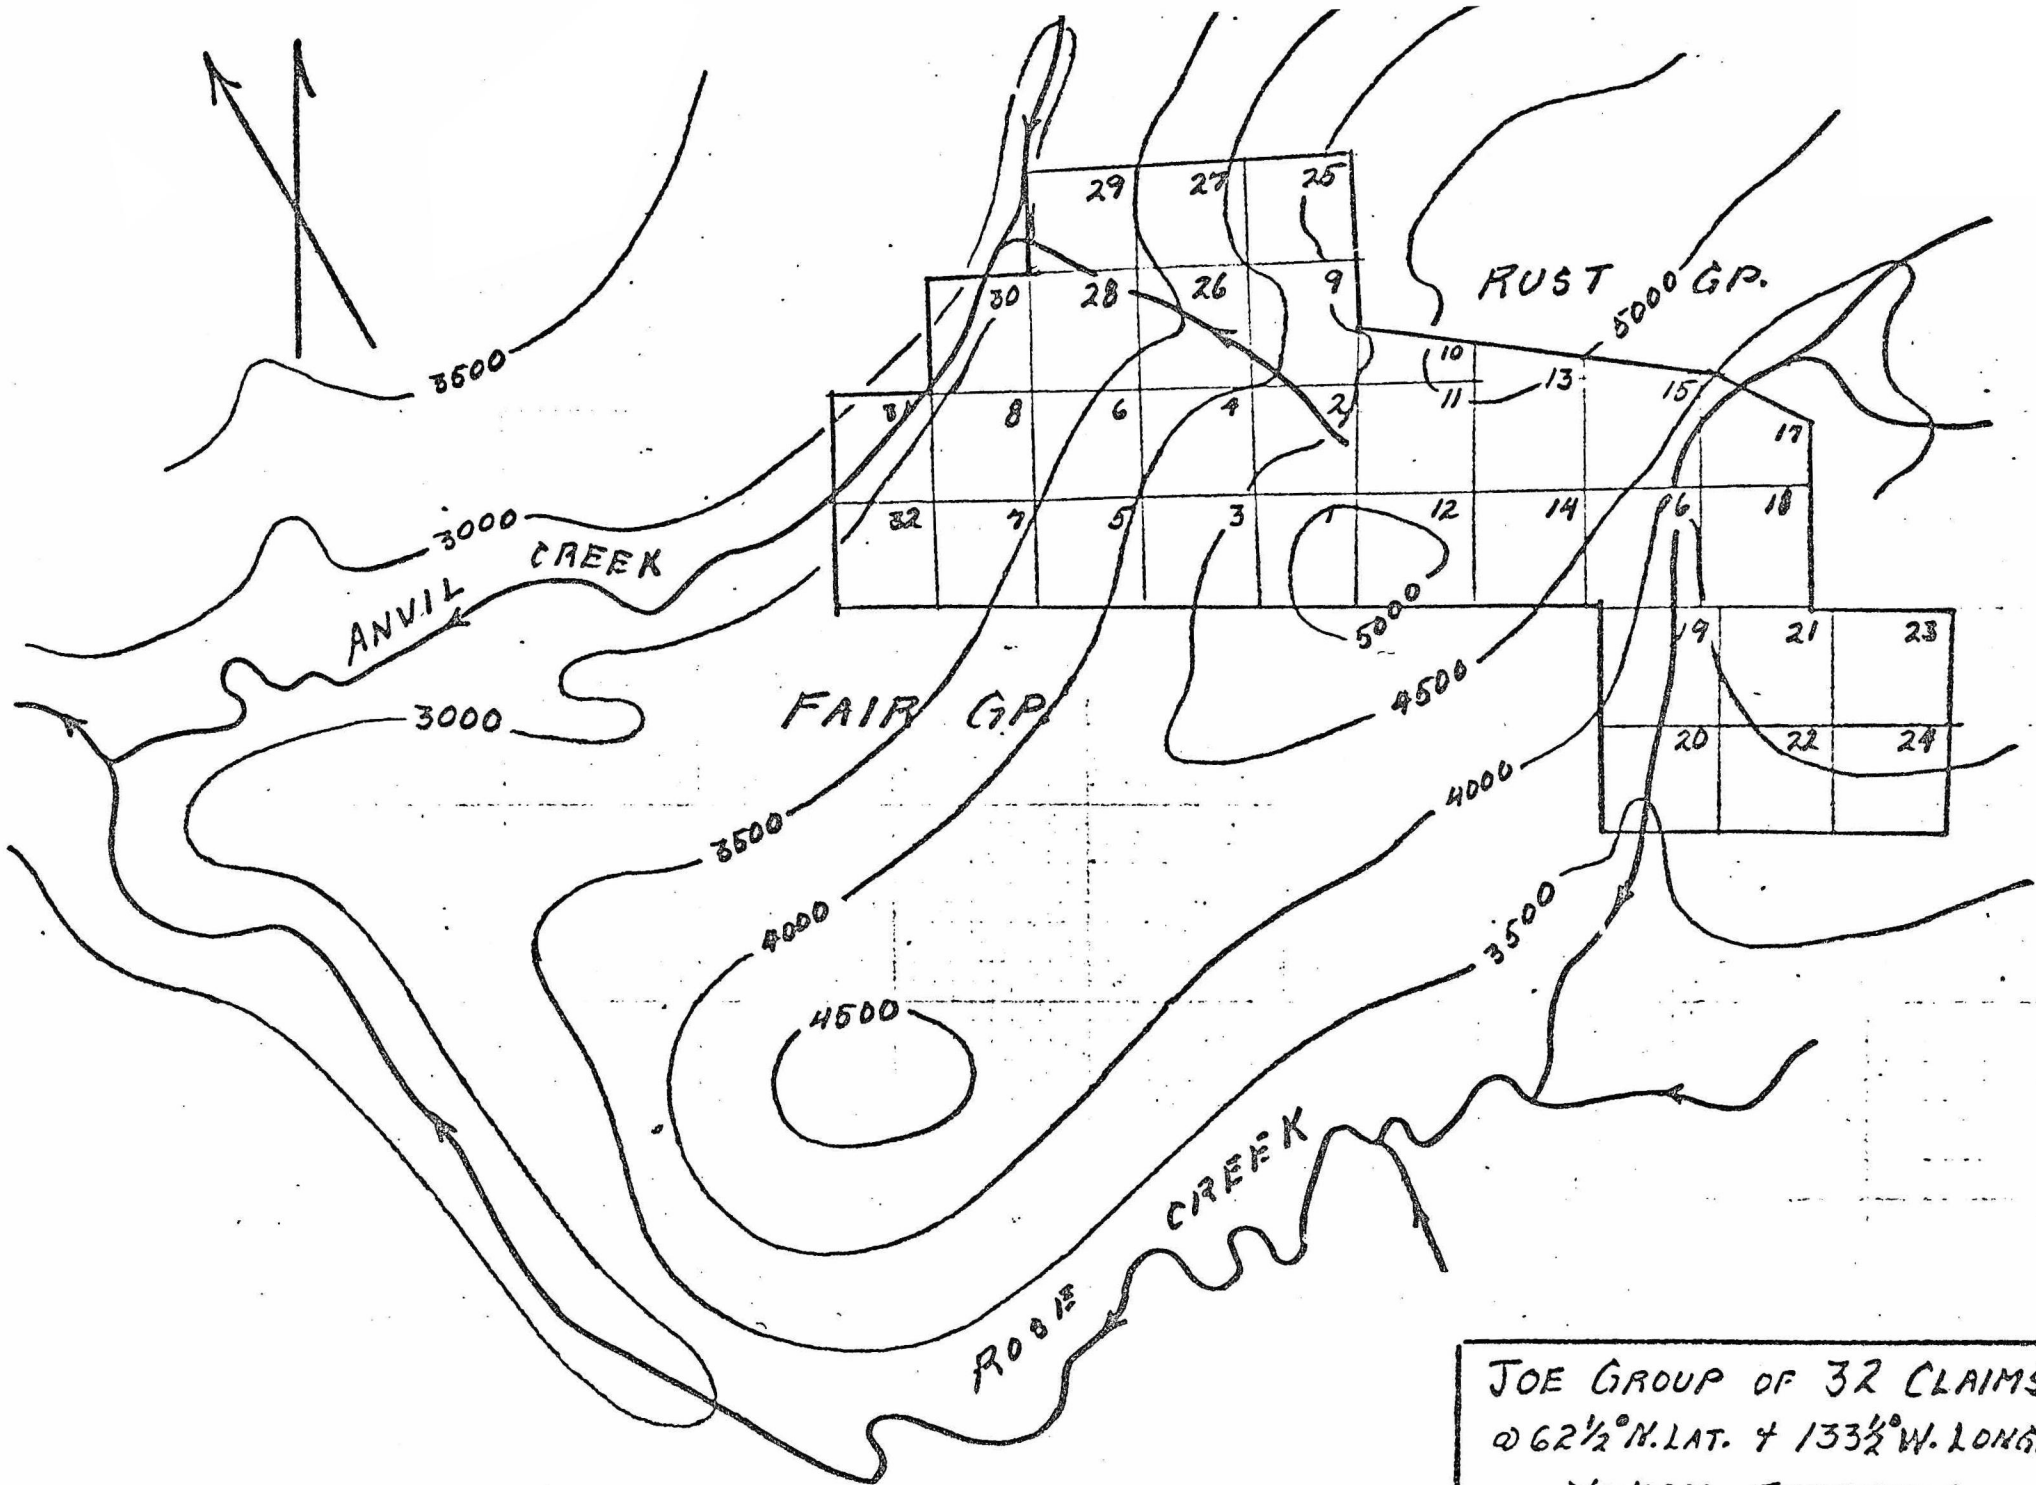 29 27 25
RUST GP.
5000
30 28 26 9
3500
10
13
31 8 6 4 2 11 15
17
3000
CREEK
ANVIL
32 7 5 3 1 12 14 16 18
5000
19 21 23
FAIR GP.
3000
4500
20 22 24
4000
3500
4000
3500
4500
ROSE CREEK
JOE GROUP OF 32 CLAIMS
@ 62½° N. LAT. & 133½° W. LONG.